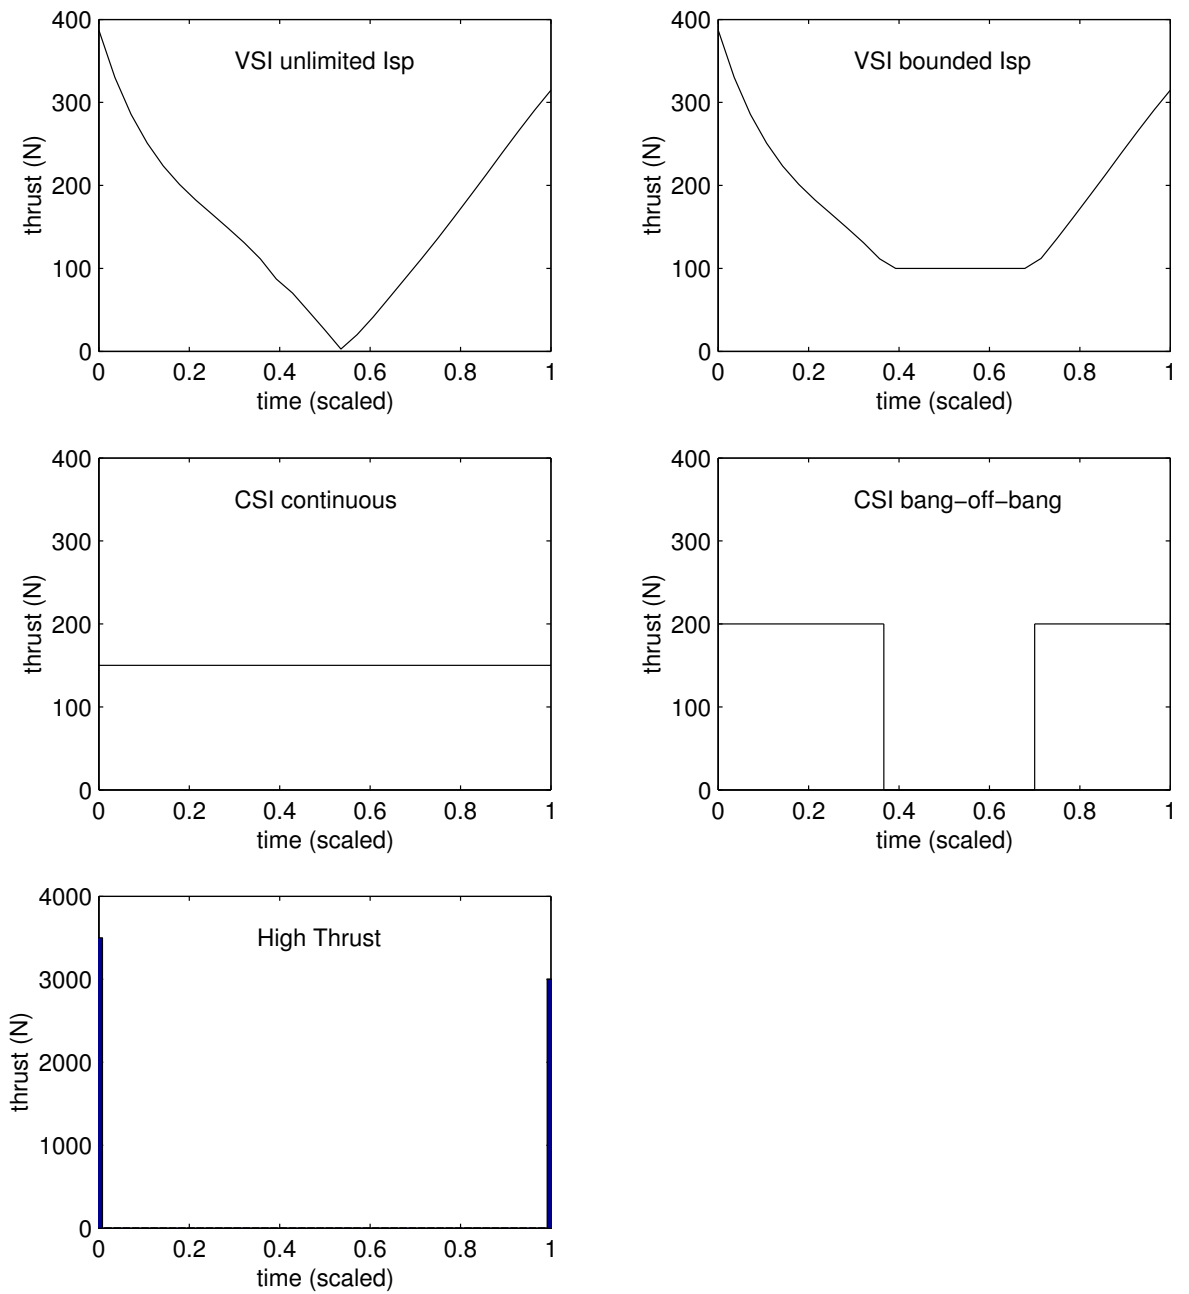 400
300
200
100
0
thrust (N)
VSI unlimited Isp
0 0.2 0.4 0.6 0.8 1
time (scaled)
400
300
200
100
0
thrust (N)
VSI bounded Isp
0 0.2 0.4 0.6 0.8 1
time (scaled)
400
300
200
100
0
thrust (N)
CSI continuous
0 0.2 0.4 0.6 0.8 1
time (scaled)
400
300
200
100
0
thrust (N)
CSI bang−off−bang
0 0.2 0.4 0.6 0.8 1
time (scaled)
4000
3000
2000
1000
0
thrust (N)
High Thrust
0 0.2 0.4 0.6 0.8 1
time (scaled)